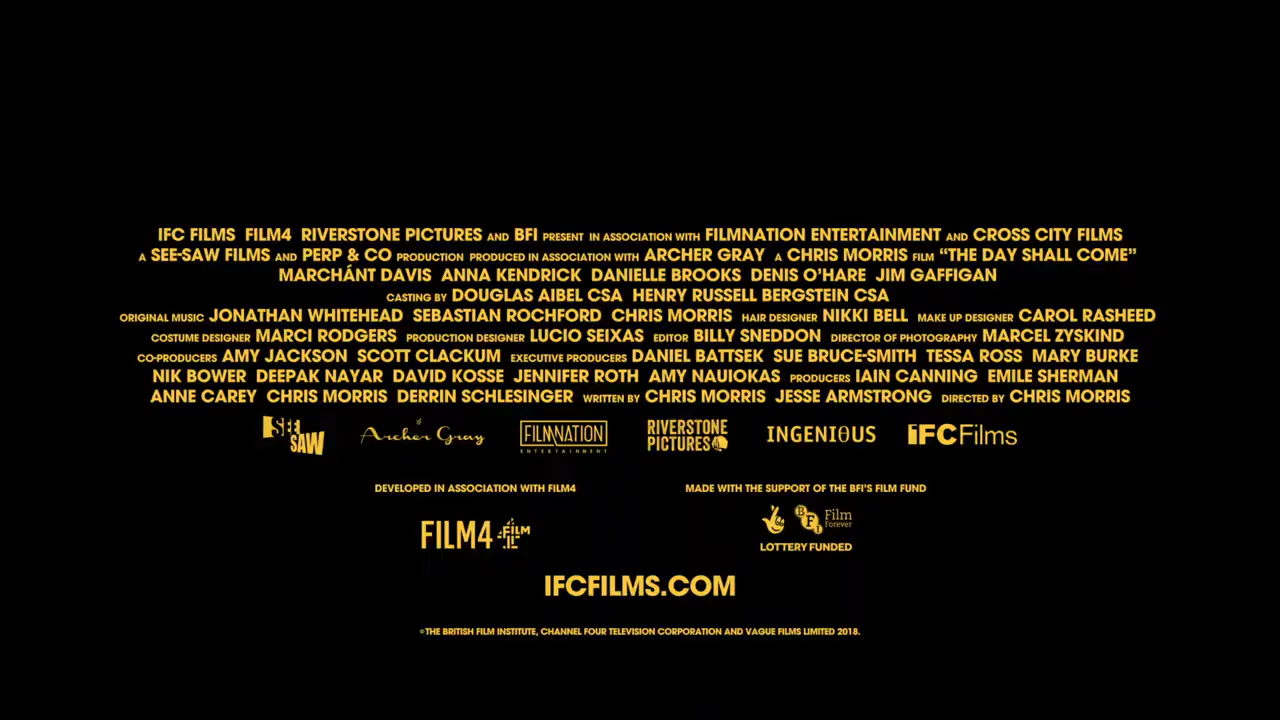 IFC FILMS FILM4 RIVERSTONE PICTURES AND BFI PRESENT IN ASSOCIATION WITH FILMNATION ENTERTAINMENT AND CROSS CITY FILMS
A SEE-SAW FILMS AND PERP & CO PRODUCTION PRODUCED IN ASSOCIATION WITH ARCHER GRAY A CHRIS MORRIS FILM “THE DAY SHALL COME”
MARCHÁNT DAVIS ANNA KENDRICK DANIELLE BROOKS DENIS O’HARE JIM GAFFIGAN
CASTING BY DOUGLAS AIBEL CSA HENRY RUSSELL BERGSTEIN CSA
ORIGINAL MUSIC JONATHAN WHITEHEAD SEBASTIAN ROCHFORD CHRIS MORRIS HAIR DESIGNER NIKKI BELL MAKE UP DESIGNER CAROL RASHEED
COSTUME DESIGNER MARCI RODGERS PRODUCTION DESIGNER LUCIO SEIXAS EDITOR BILLY SNEDDON DIRECTOR OF PHOTOGRAPHY MARCEL ZYSKIND
CO-PRODUCERS AMY JACKSON SCOTT CLACKUM EXECUTIVE PRODUCERS DANIEL BATTSEK SUE BRUCE-SMITH TESSA ROSS MARY BURKE
NIK BOWER DEEPAK NAYAR DAVID KOSSE JENNIFER ROTH AMY NAUIOKAS PRODUCERS IAIN CANNING EMILE SHERMAN
ANNE CAREY CHRIS MORRIS DERRIN SCHLESINGER WRITTEN BY CHRIS MORRIS JESSE ARMSTRONG DIRECTED BY CHRIS MORRIS
SEE SAW
Archer Gray
FILMNATION
ENTERTAINMENT
RIVERSTONE
PICTURES
INGENIOUS
IFC Films
DEVELOPED IN ASSOCIATION WITH FILM4
MADE WITH THE SUPPORT OF THE BFI'S FILM FUND
FILM4 4 FILM
BFI Film
Forever
LOTTERY FUNDED
IFCFILMS.COM
©THE BRITISH FILM INSTITUTE, CHANNEL FOUR TELEVISION CORPORATION AND VAGUE FILMS LIMITED 2018.